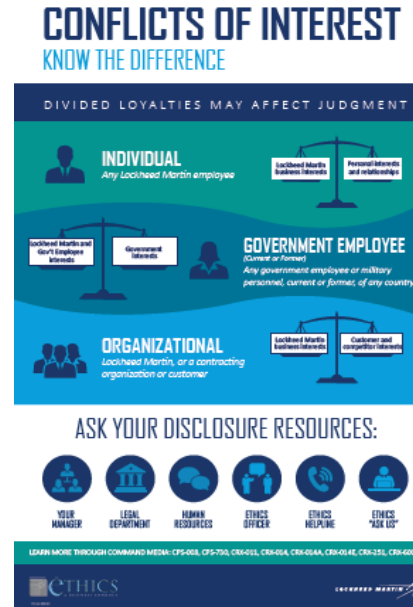 CONFLICTS OF INTEREST
KNOW THE DIFFERENCE
DIVIDED LOYALTIES MAY AFFECT JUDGMENT
INDIVIDUAL
Any Lockheed Martin employee
Lockheed Martin
business interests
Personal interests
and relationships
Lockheed Martin and
Gov't Employee
interests
Government
interests
GOVERNMENT EMPLOYEE
(Current or Former)
Any government employee or military
personnel, current or former, of any country
ORGANIZATIONAL
Lockheed Martin, or a contracting
organization or customer
Lockheed Martin
business interests
Customer and
competitor interests
ASK YOUR DISCLOSURE RESOURCES:
YOUR
MANAGER
LEGAL
DEPARTMENT
HUMAN
RESOURCES
ETHICS
OFFICER
ETHICS
HELPLINE
ETHICS
"ASK US"
LEARN MORE THROUGH COMMAND MEDIA: CPS-008, CPS-730, CRX-011, CRX-014, CRX-014A, CRX-014E, CRX-251, CRX-600
ETHICS
LOCKHEED MARTIN